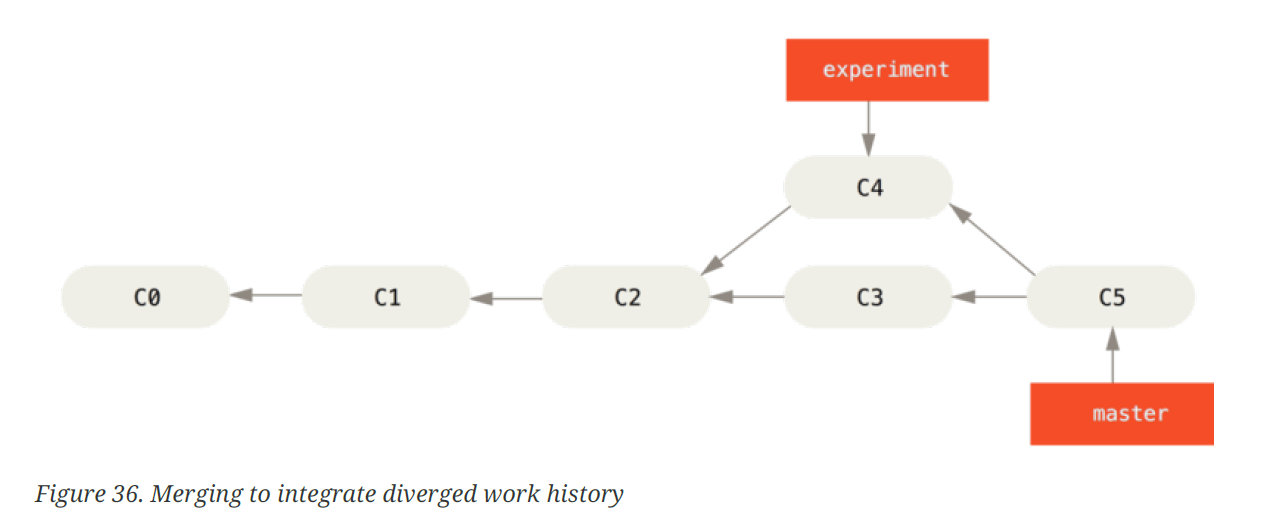 experiment
C4
C0 C1 C2 C3 C5
master
Figure 36. Merging to integrate diverged work history